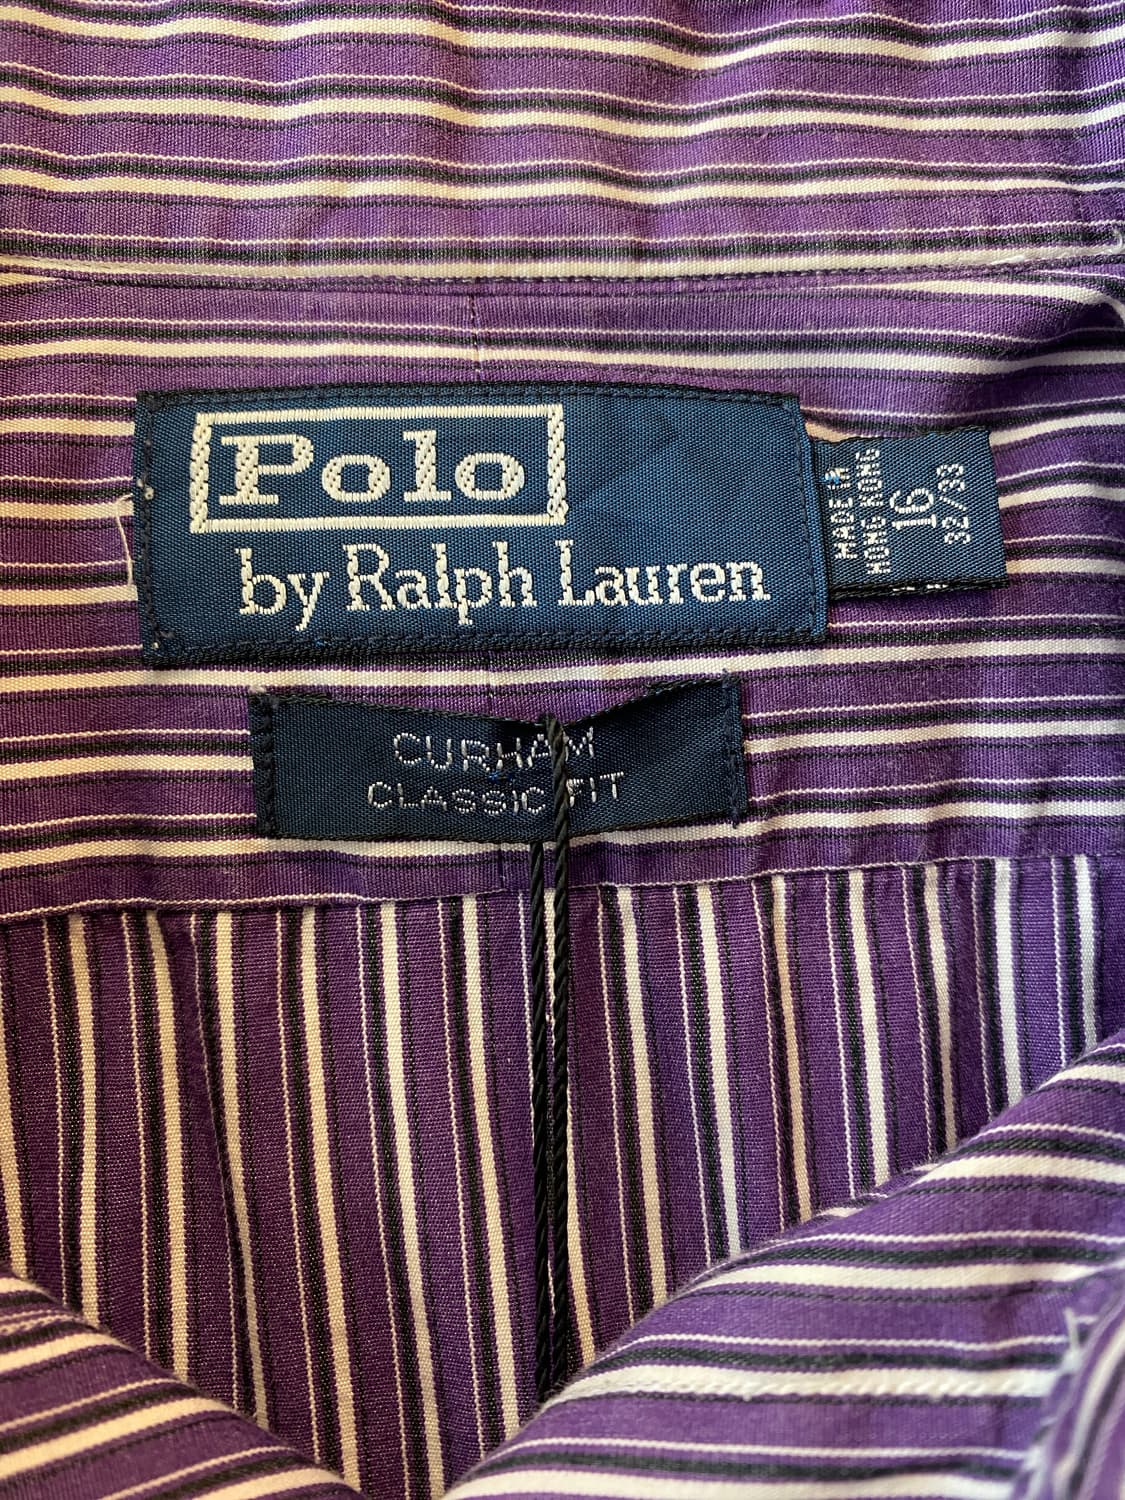 Polo
by Ralph Lauren
MADE IN
HONG KONG
16
32/33
CURHAM
CLASSIC FIT